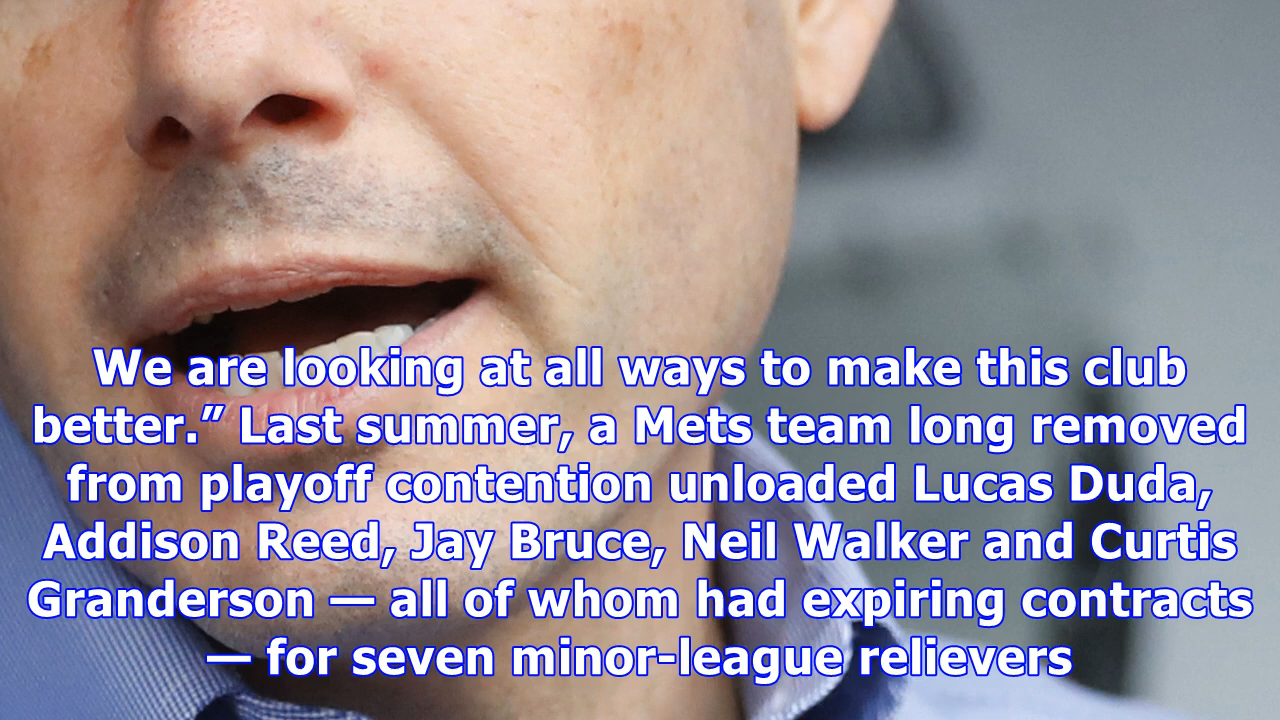 We are looking at all ways to make this club
better.” Last summer, a Mets team long removed
from playoff contention unloaded Lucas Duda,
Addison Reed, Jay Bruce, Neil Walker and Curtis
Granderson — all of whom had expiring contracts
— for seven minor-league relievers